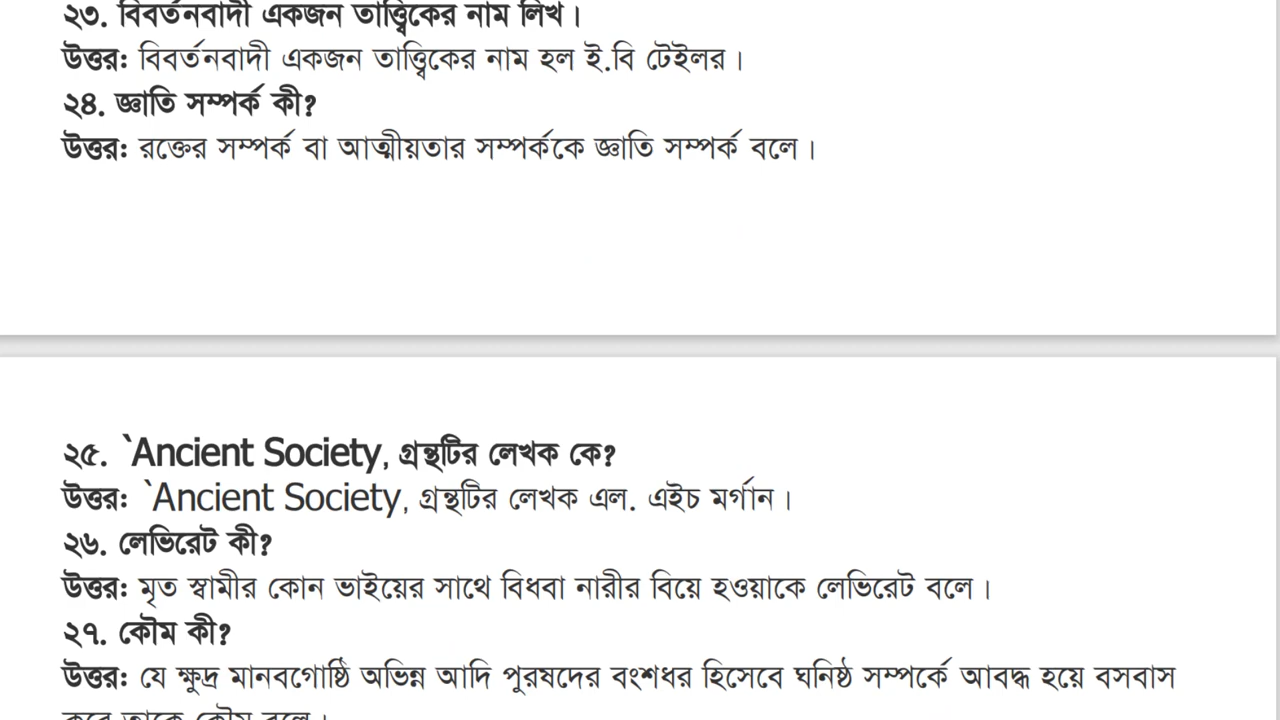 ২৩. বিবর্তনবাদী একজন তাত্ত্বিকের নাম লিখ।
উত্তর: বিবর্তনবাদী একজন তাত্ত্বিকের নাম হল ই.বি টেইলর।
২৪. জ্ঞাতি সম্পর্ক কী?
উত্তর: রক্তের সম্পর্ক বা আত্মীয়তার সম্পর্ককে জ্ঞাতি সম্পর্ক বলে।
২৫. `Ancient Society, গ্রন্থটির লেখক কে?
উত্তর: `Ancient Society, গ্রন্থটির লেখক এল. এইচ মর্গান।
২৬. লেভিরেট কী?
উত্তর: মৃত স্বামীর কোন ভাইয়ের সাথে বিধবা নারীর বিয়ে হওয়াকে লেভিরেট বলে।
২৭. কৌম কী?
উত্তর: যে ক্ষুদ্র মানবগোষ্ঠি অভিন্ন আদি পুরষদের বংশধর হিসেবে ঘনিষ্ঠ সম্পর্কে আবদ্ধ হয়ে বসবাস
করে তাকে কৌম বলে।